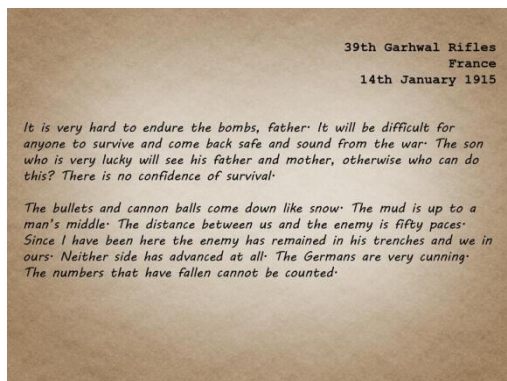 39th Garhwal Rifles
France
14th January 1915
It is very hard to endure the bombs, father. It will be difficult for
anyone to survive and come back safe and sound from the war. The son
who is very lucky will see his father and mother, otherwise who can do
this? There is no confidence of survival.
The bullets and cannon balls come down like snow. The mud is up to a
man's middle. The distance between us and the enemy is fifty paces.
Since I have been here the enemy has remained in his trenches and we in
ours. Neither side has advanced at all. The Germans are very cunning.
The numbers that have fallen cannot be counted.